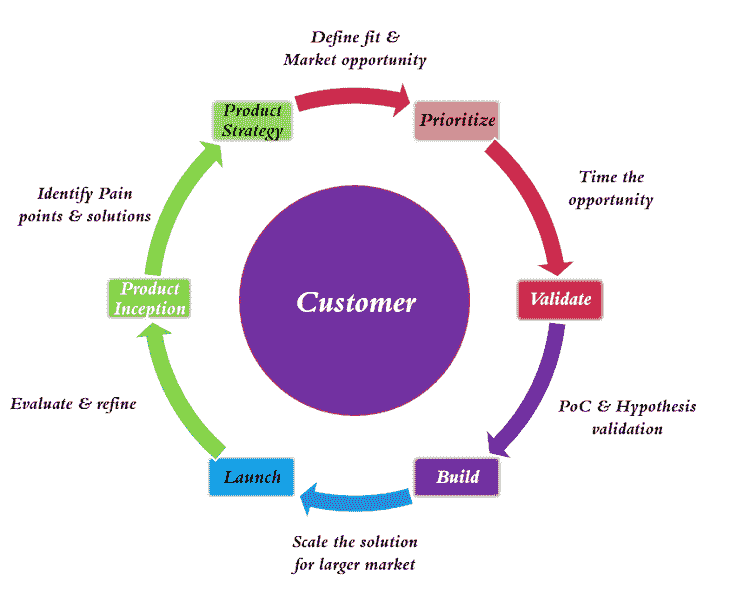 Define fit &
Market opportunity
Product
Strategy
Prioritize
Identify Pain
points & solutions
Time the
opportunity
Product
Inception
Customer
Validate
Evaluate & refine
PoC & Hypothesis
validation
Launch
Build
Scale the solution
for larger market